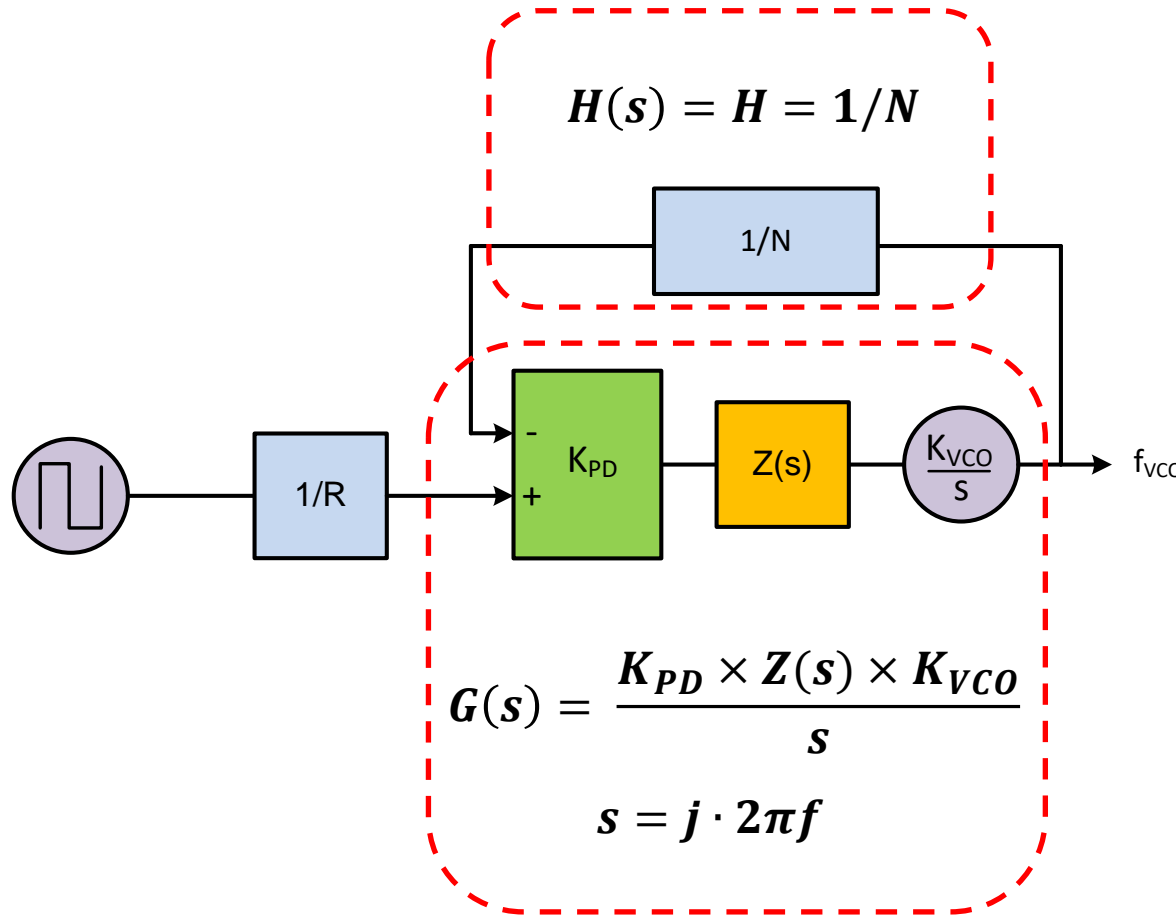 H(s) = H = 1/N
1/N
-
K_PD
+
1/R
Z(s)
K_VCO/s
f_VCO
G(s) = K_PD × Z(s) × K_VCO / s
s = j · 2πf